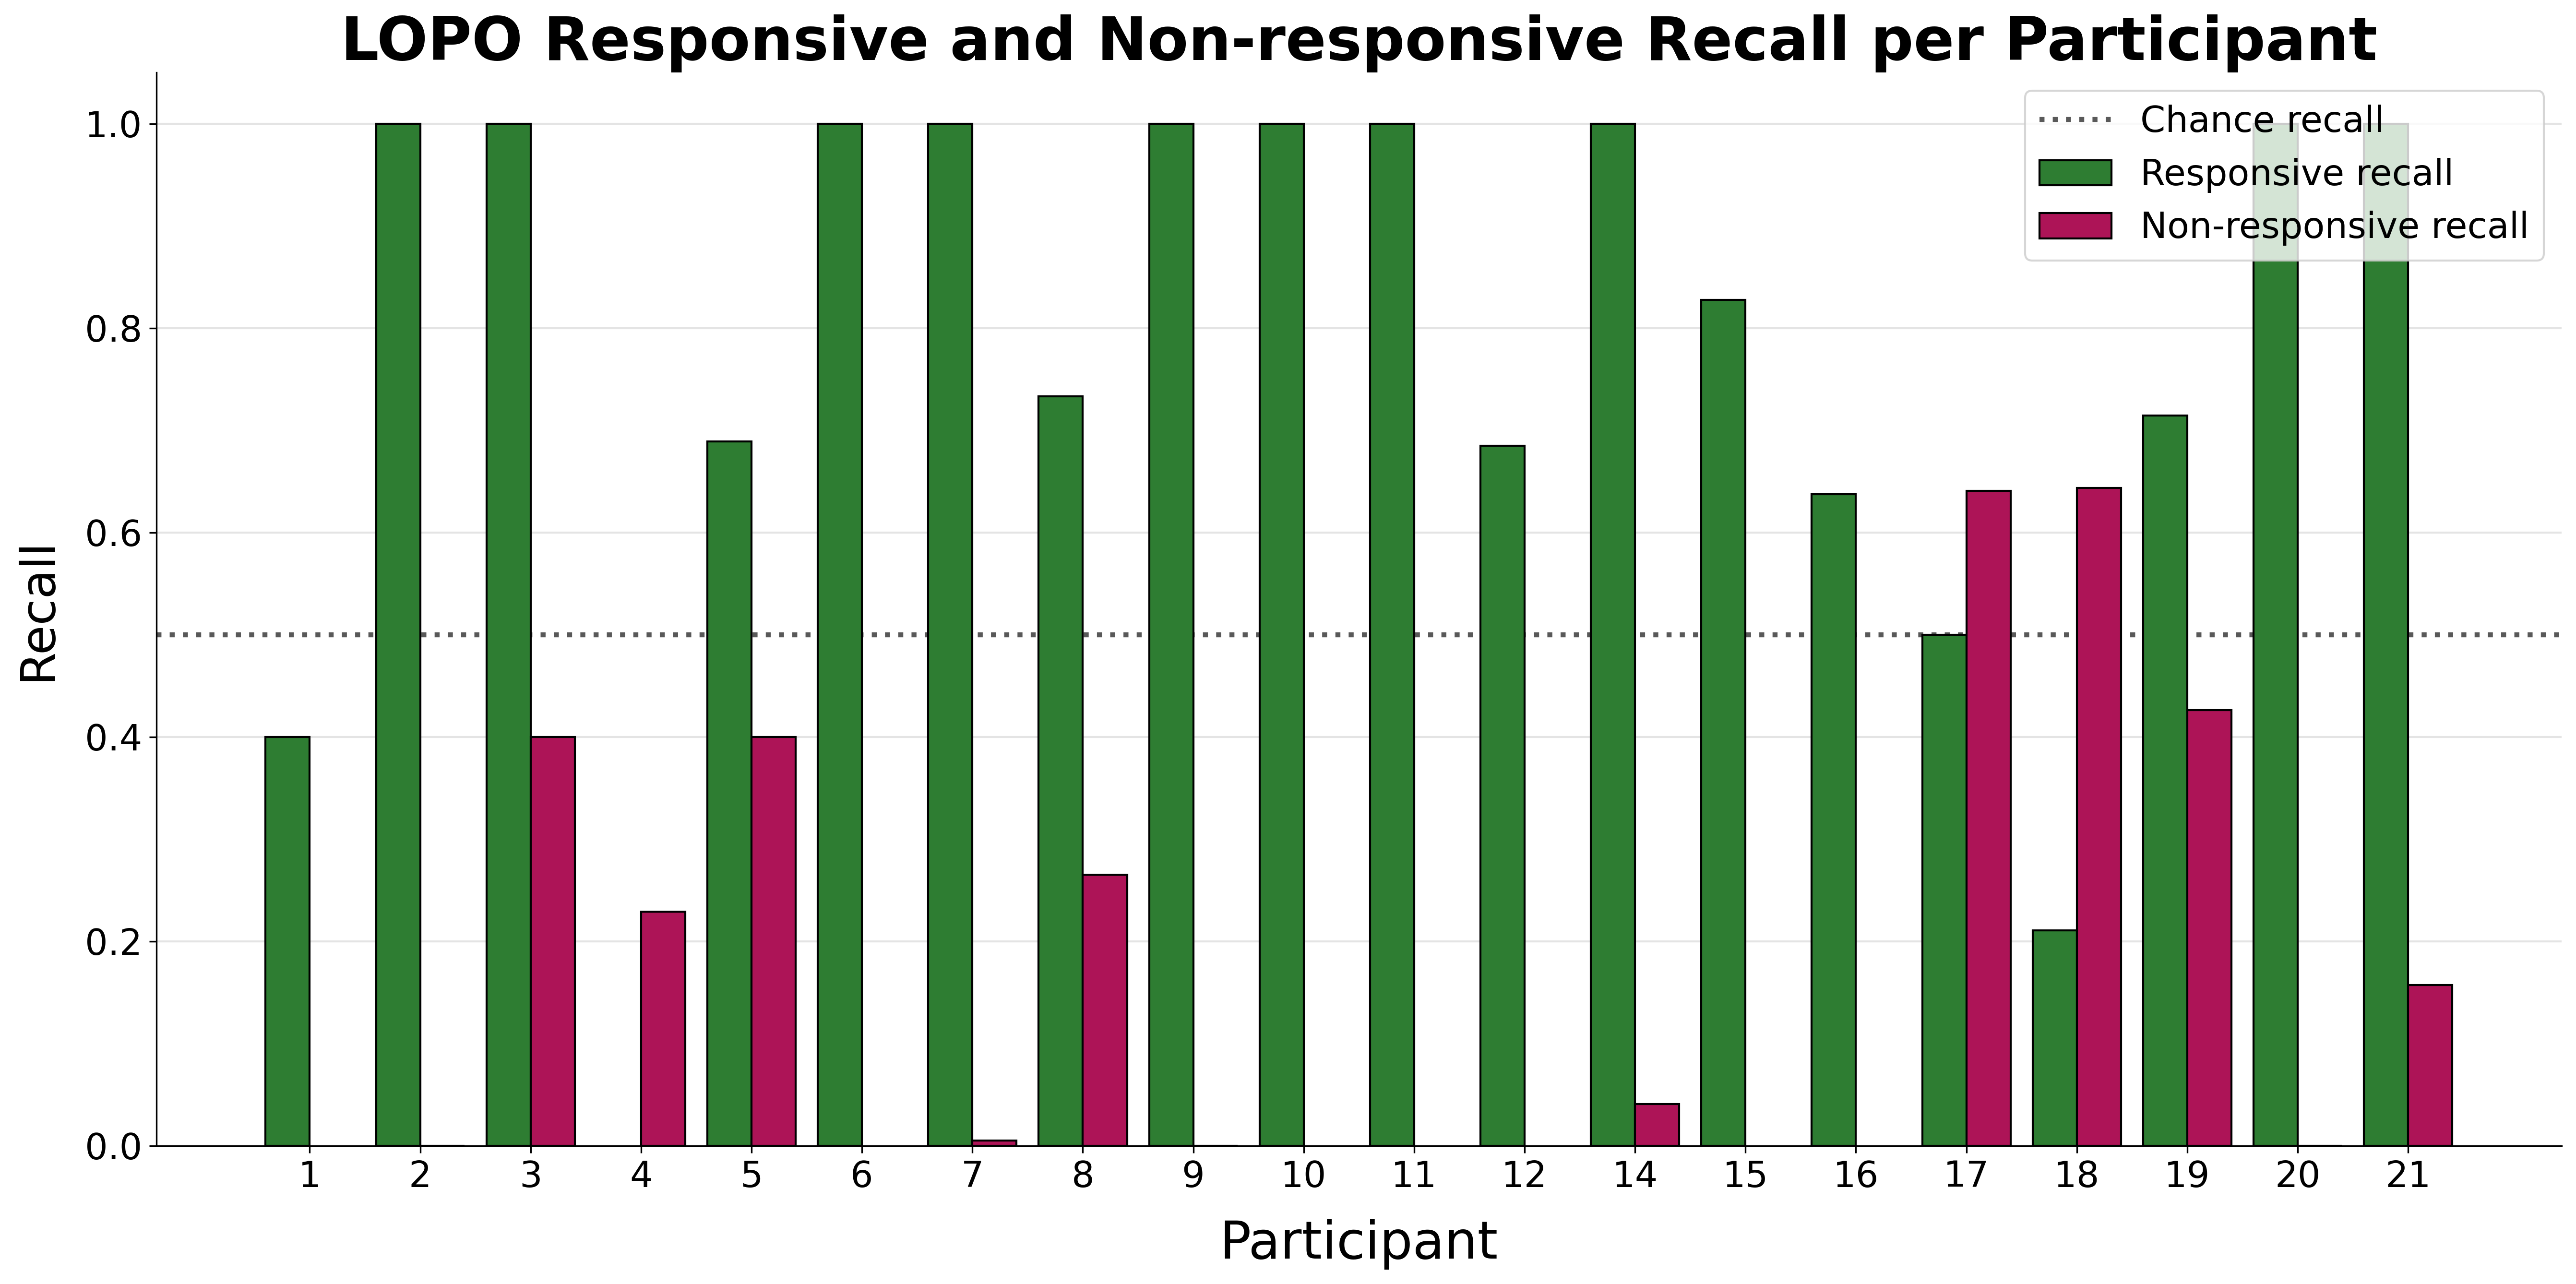 LOPO Responsive and Non-responsive Recall per Participant
Chance recall
Responsive recall
Non-responsive recall
1.0
0.8
0.6
0.4
0.2
0.0
Recall
1 2 3 4 5 6 7 8 9 10 11 12 14 15 16 17 18 19 20 21
Participant